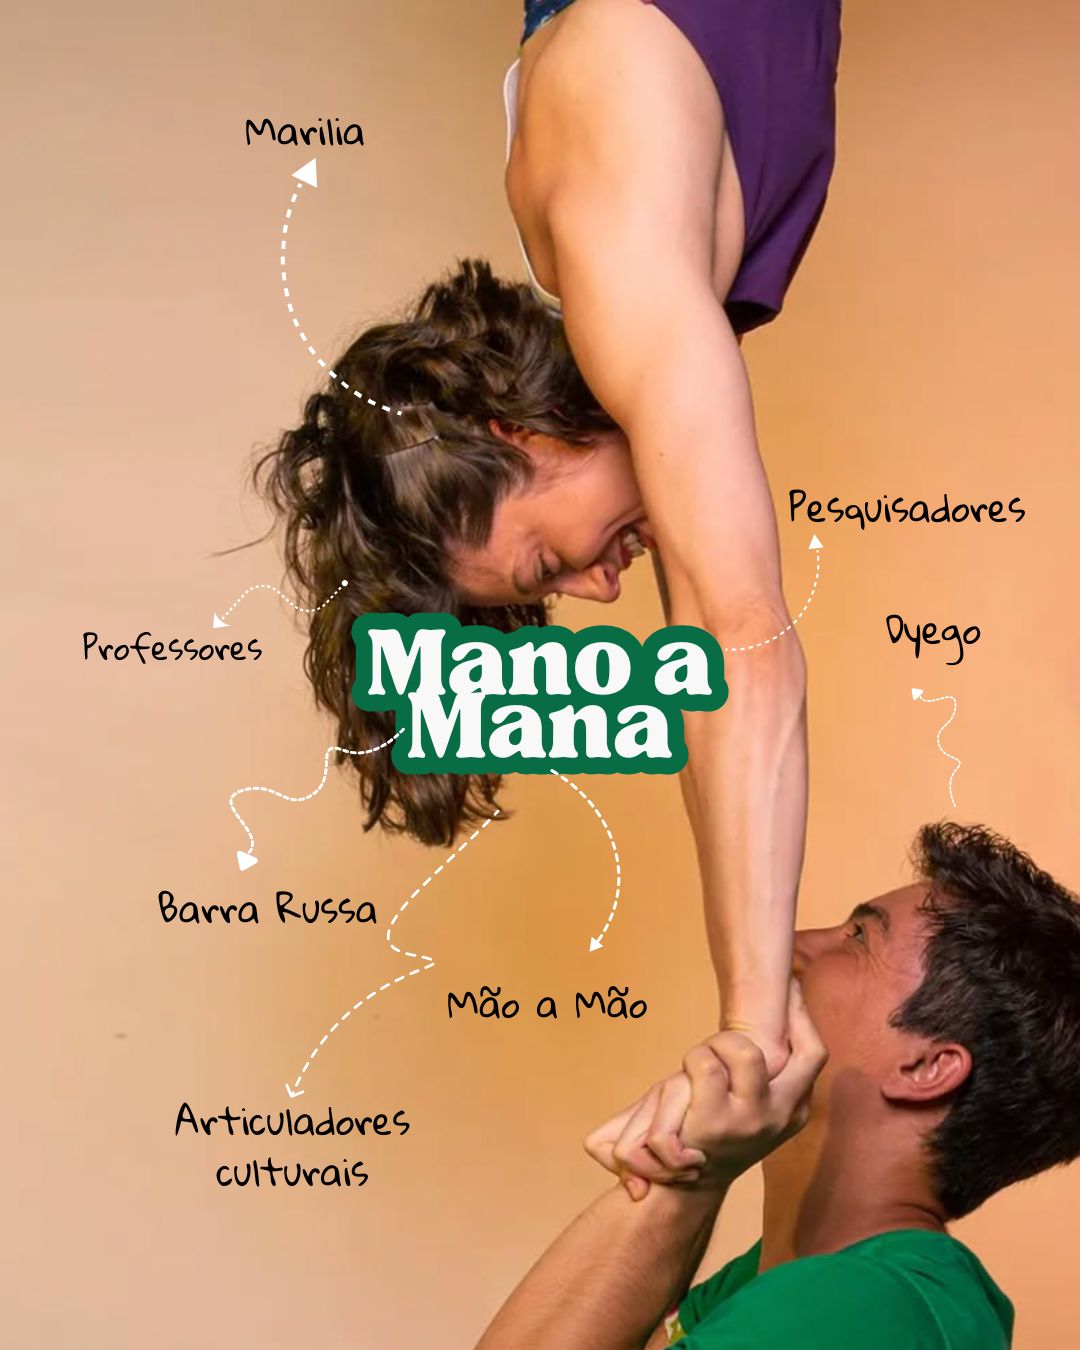 Marilia
Pesquisadores
Dyego
Professores
Mano a
Mana
Barra Russa
Mão a Mão
Articuladores
culturais